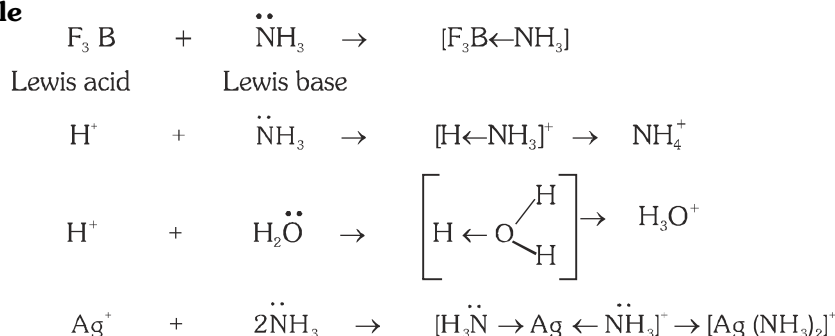 le
F₃ B + N̈H₃ → [F₃B←NH₃]
Lewis acid Lewis base
H⁺ + N̈H₃ → [H←NH₃]⁺ → NH₄⁺
H
H⁺ + H₂Ö → [H ← O ] → H₃O⁺
H
Ag⁺ + 2N̈H₃ → [H₃N̈ → Ag ← N̈H₃]⁺ → [Ag (NH₃)₂]⁺